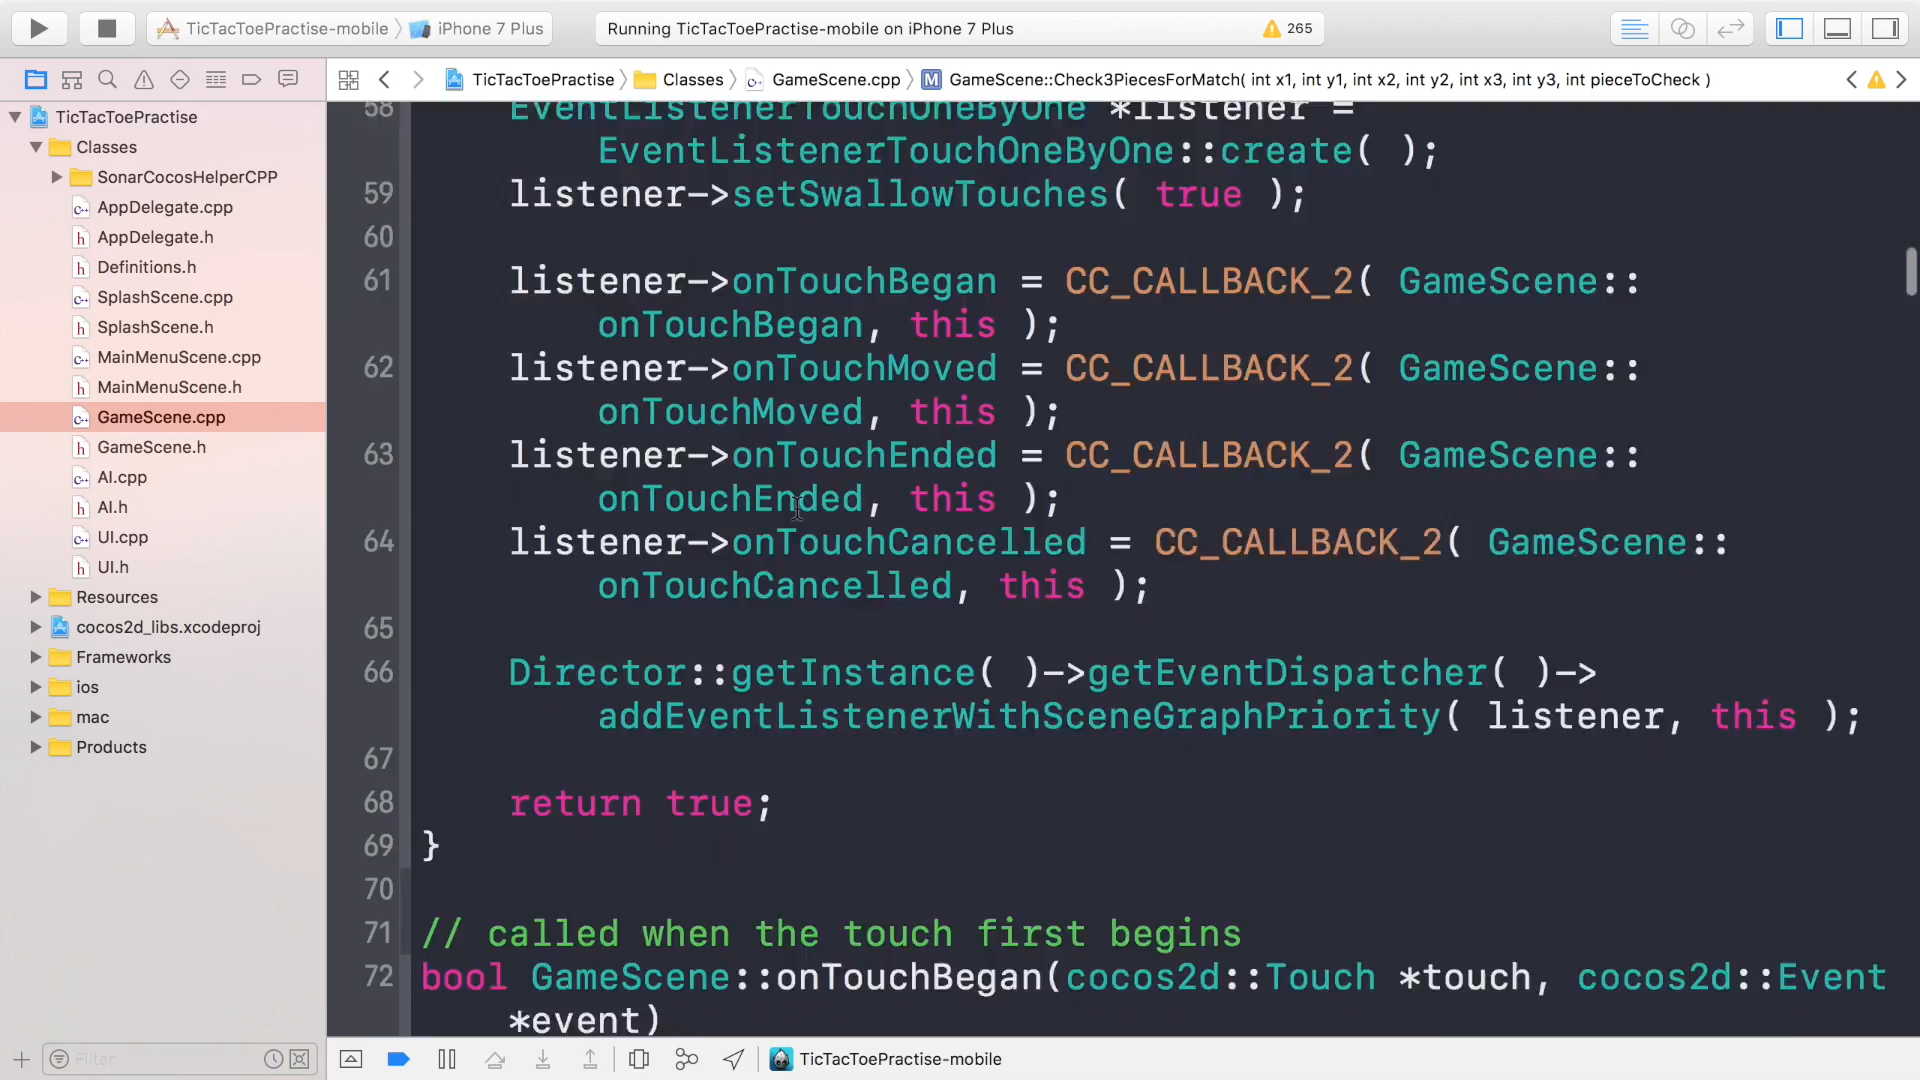 TicTacToePractise-mobile
iPhone 7 Plus
Running TicTacToePractise-mobile on iPhone 7 Plus
265
TicTacToePractise
Classes
GameScene.cpp
M
GameScene::Check3PiecesForMatch( int x1, int y1, int x2, int y2, int x3, int y3, int pieceToCheck )
TicTacToePractise
Classes
SonarCocosHelperCPP
AppDelegate.cpp
AppDelegate.h
Definitions.h
SplashScene.cpp
SplashScene.h
MainMenuScene.cpp
MainMenuScene.h
GameScene.cpp
GameScene.h
AI.cpp
AI.h
UI.cpp
UI.h
Resources
cocos2d_libs.xcodeproj
Frameworks
ios
mac
Products
Filter
58 EventListenerTouchOneByOne *listener =
EventListenerTouchOneByOne::create( );
59 listener->setSwallowTouches( true );
60
61 listener->onTouchBegan = CC_CALLBACK_2( GameScene::
onTouchBegan, this );
62 listener->onTouchMoved = CC_CALLBACK_2( GameScene::
onTouchMoved, this );
63 listener->onTouchEnded = CC_CALLBACK_2( GameScene::
onTouchEnded, this );
64 listener->onTouchCancelled = CC_CALLBACK_2( GameScene::
onTouchCancelled, this );
65
66 Director::getInstance( )->getEventDispatcher( )->
addEventListenerWithSceneGraphPriority( listener, this );
67
68 return true;
69 }
70
71 // called when the touch first begins
72 bool GameScene::onTouchBegan(cocos2d::Touch *touch, cocos2d::Event
*event)
TicTacToePractise-mobile